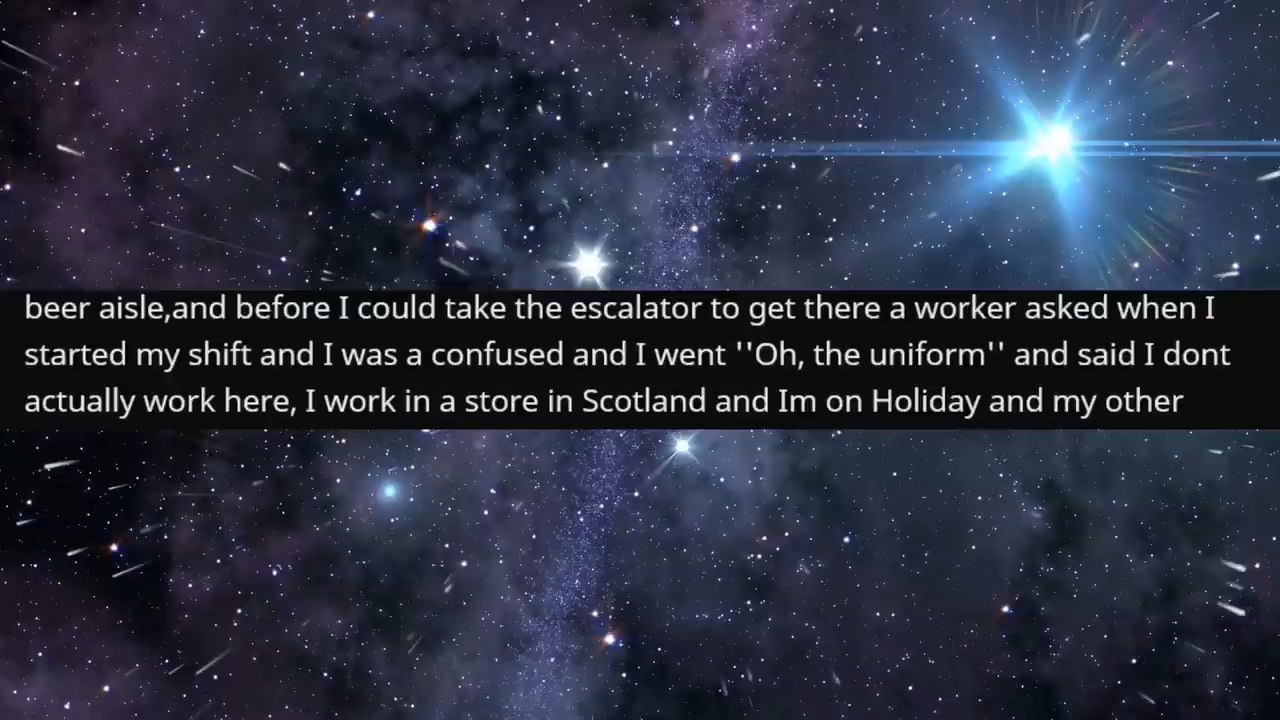 beer aisle,and before I could take the escalator to get there a worker asked when I
started my shift and I was a confused and I went ''Oh, the uniform'' and said I dont
actually work here, I work in a store in Scotland and Im on Holiday and my other